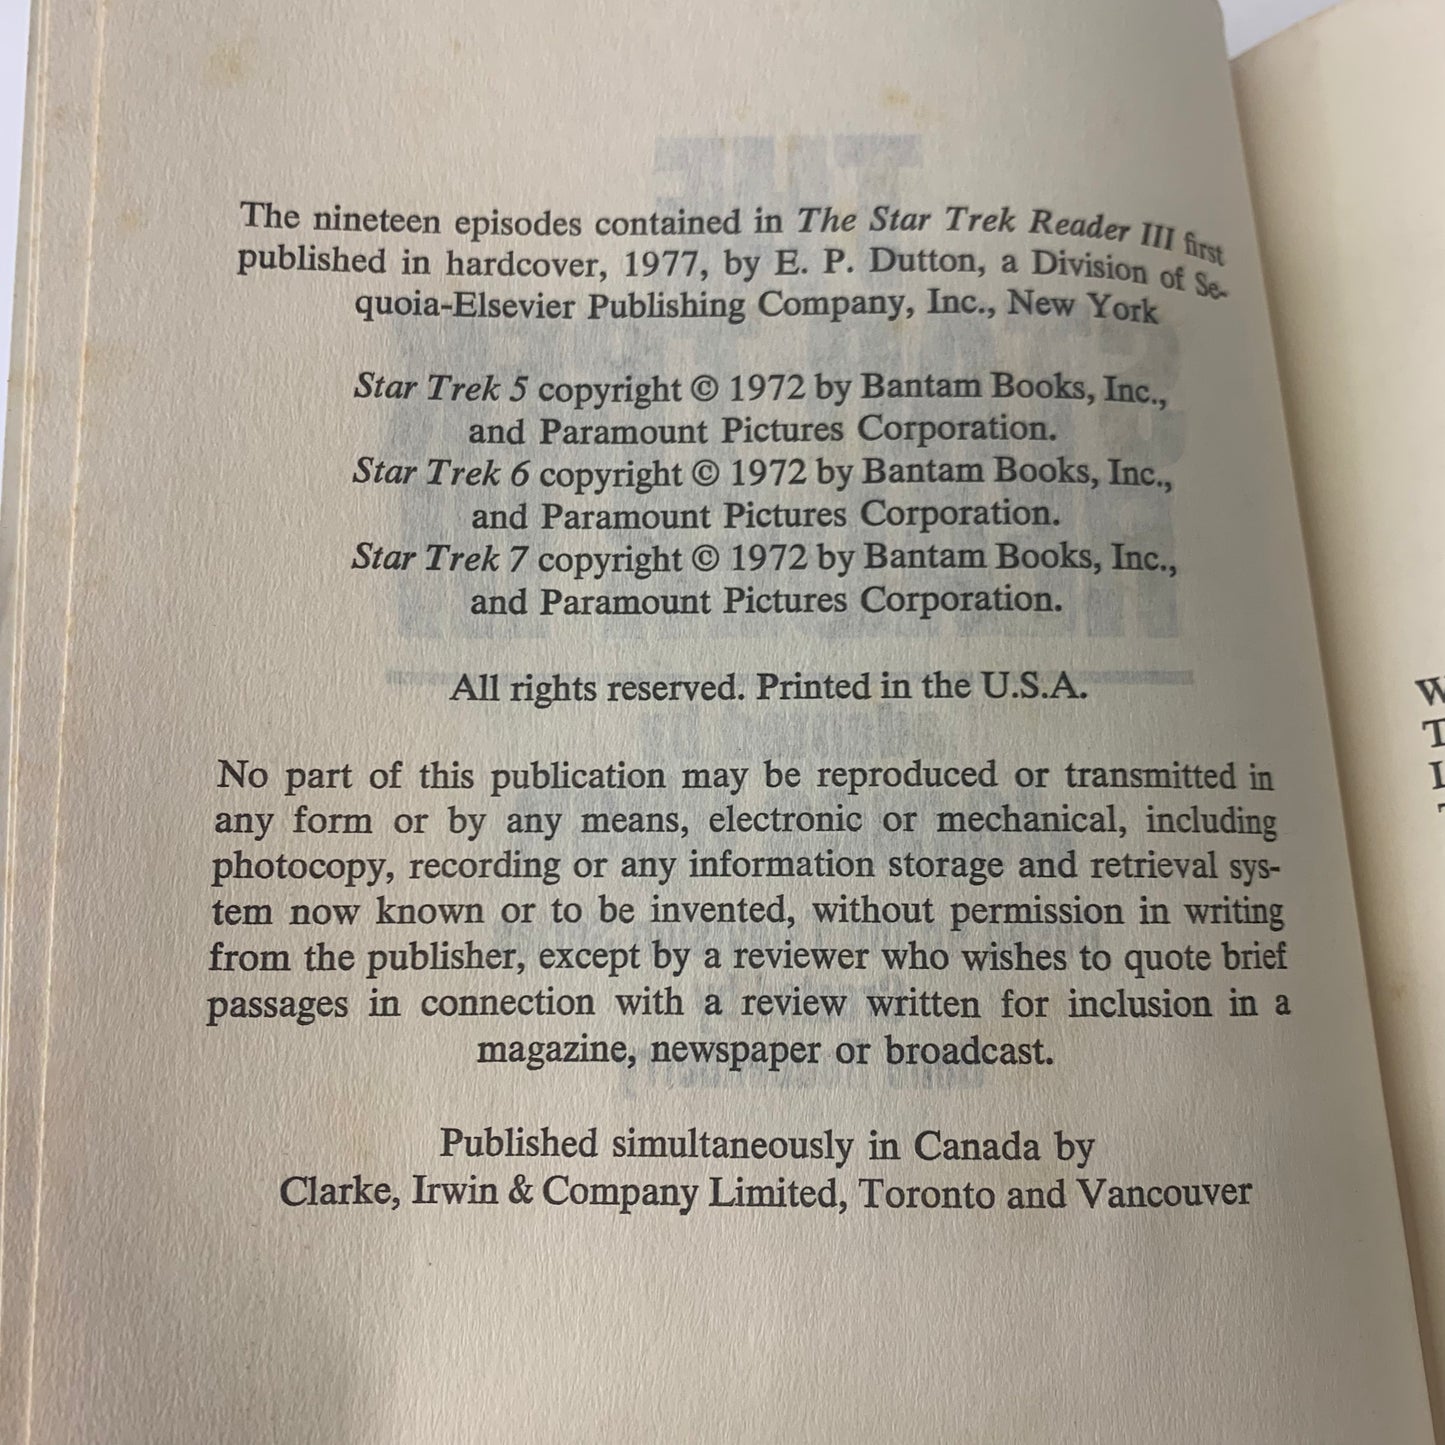 The nineteen episodes contained in The Star Trek Reader III first
published in hardcover, 1977, by E. P. Dutton, a Division of Se-
quoia-Elsevier Publishing Company, Inc., New York
Star Trek 5 copyright © 1972 by Bantam Books, Inc.,
and Paramount Pictures Corporation.
Star Trek 6 copyright © 1972 by Bantam Books, Inc.,
and Paramount Pictures Corporation.
Star Trek 7 copyright © 1972 by Bantam Books, Inc.,
and Paramount Pictures Corporation.
All rights reserved. Printed in the U.S.A.
No part of this publication may be reproduced or transmitted in
any form or by any means, electronic or mechanical, including
photocopy, recording or any information storage and retrieval sys-
tem now known or to be invented, without permission in writing
from the publisher, except by a reviewer who wishes to quote brief
passages in connection with a review written for inclusion in a
magazine, newspaper or broadcast.
Published simultaneously in Canada by
Clarke, Irwin & Company Limited, Toronto and Vancouver